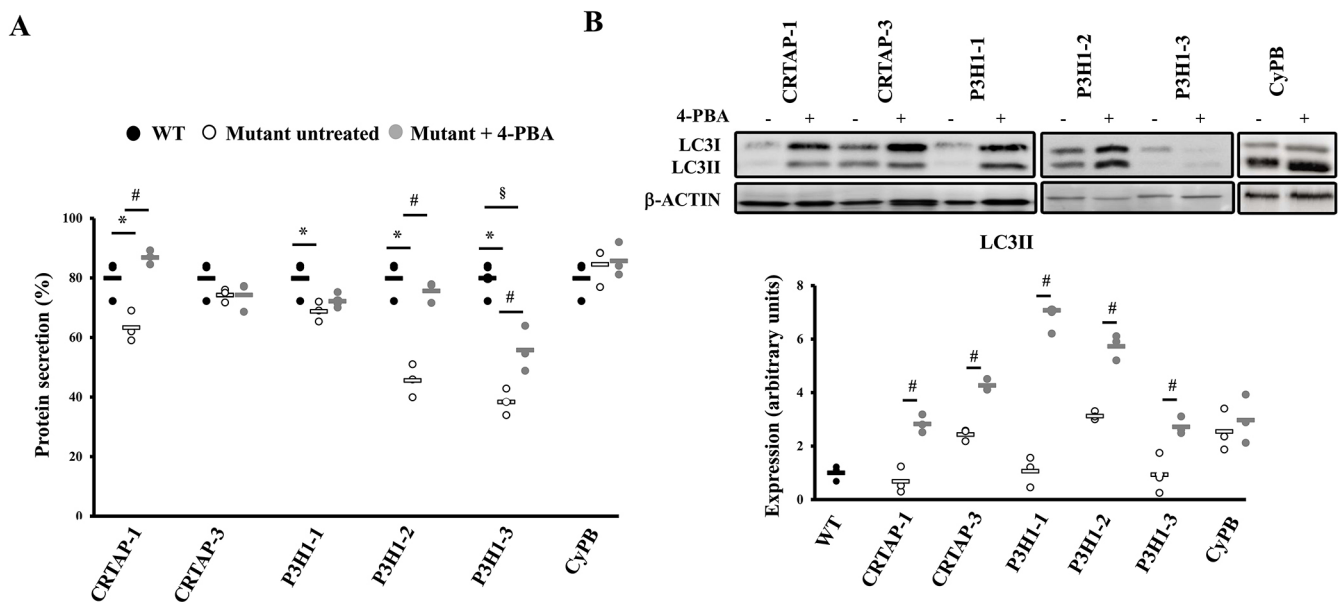 A
B
CRTAP-1
CRTAP-3
P3H1-1
P3H1-2
P3H1-3
CyPB
4-PBA - + - + - + - + - + - +
LC3I
LC3II
β-ACTIN
WT Mutant untreated Mutant + 4-PBA
Protein secretion (%)
100
80
60
40
20
0
* # * * # * § #
CRTAP-1
CRTAP-3
P3H1-1
P3H1-2
P3H1-3
CyPB
LC3II
Expression (arbitrary units)
8
6
4
2
0
# # # # #
WT
CRTAP-1
CRTAP-3
P3H1-1
P3H1-2
P3H1-3
CyPB